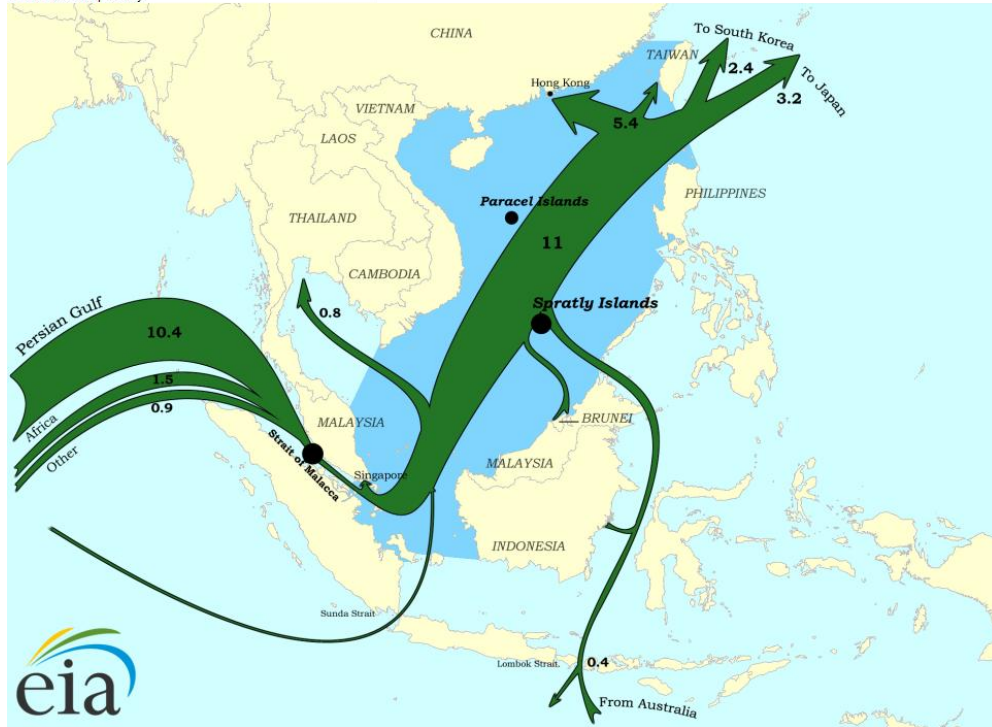 CHINA
To South Korea
TAIWAN
2.4
To Japan
3.2
Hong Kong
5.4
VIETNAM
LAOS
PHILIPPINES
Paracel Islands
THAILAND
11
CAMBODIA
Spratly Islands
Persian Gulf
0.8
10.4
1.5
0.9
Africa
MALAYSIA
BRUNEI
Other
Strait of Malacca
Singapore
MALAYSIA
INDONESIA
Sunda Strait
Lombok Strait.
0.4
From Australia
eia